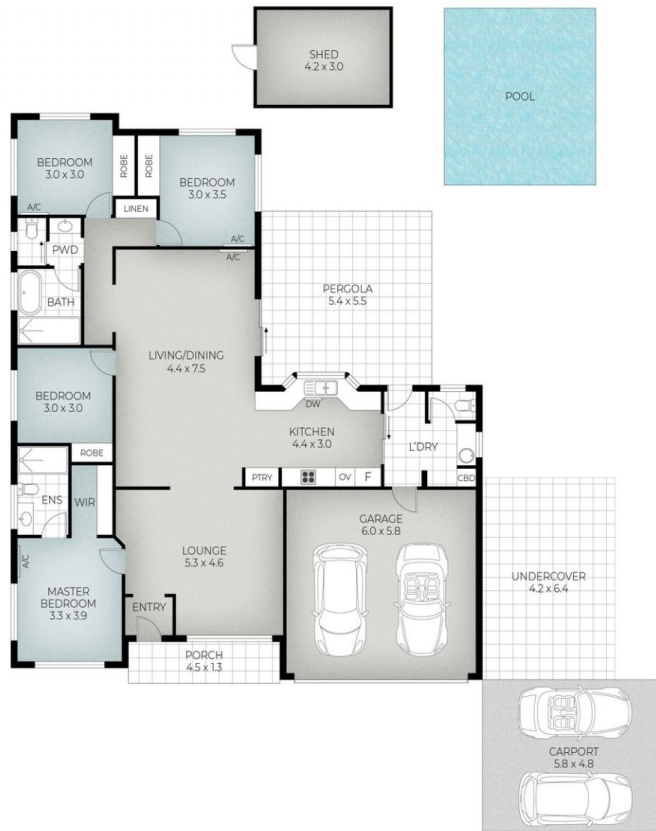 SHED
4.2 x 3.0
POOL
BEDROOM
3.0 x 3.0
ROBE
ROBE
BEDROOM
3.0 x 3.5
A/C
LINEN
A/C
A/C
PWD
BATH
PERGOLA
5.4 x 5.5
LIVING/DINING
4.4 x 7.5
BEDROOM
3.0 x 3.0
DW
KITCHEN
4.4 x 3.0
L'DRY
ROBE
PTRY
OV
F
CBD
ENS
WIR
GARAGE
6.0 x 5.8
LOUNGE
5.3 x 4.6
A/C
MASTER
BEDROOM
3.3 x 3.9
ENTRY
UNDERCOVER
4.2 x 6.4
PORCH
4.5 x 1.3
CARPORT
5.8 x 4.8